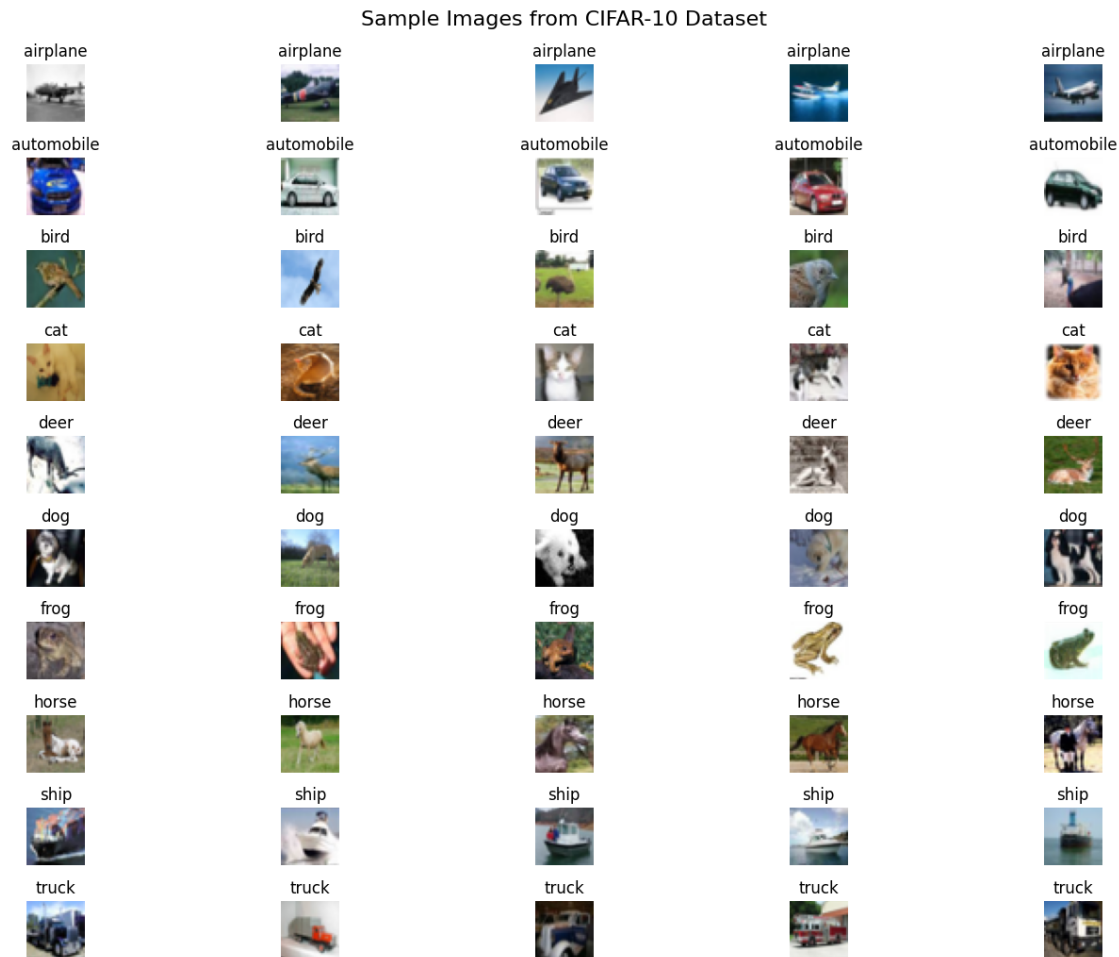 Sample Images from CIFAR-10 Dataset
airplane airplane airplane airplane airplane
automobile automobile automobile automobile automobile
bird bird bird bird bird
cat cat cat cat cat
deer deer deer deer deer
dog dog dog dog dog
frog frog frog frog frog
horse horse horse horse horse
ship ship ship ship ship
truck truck truck truck truck